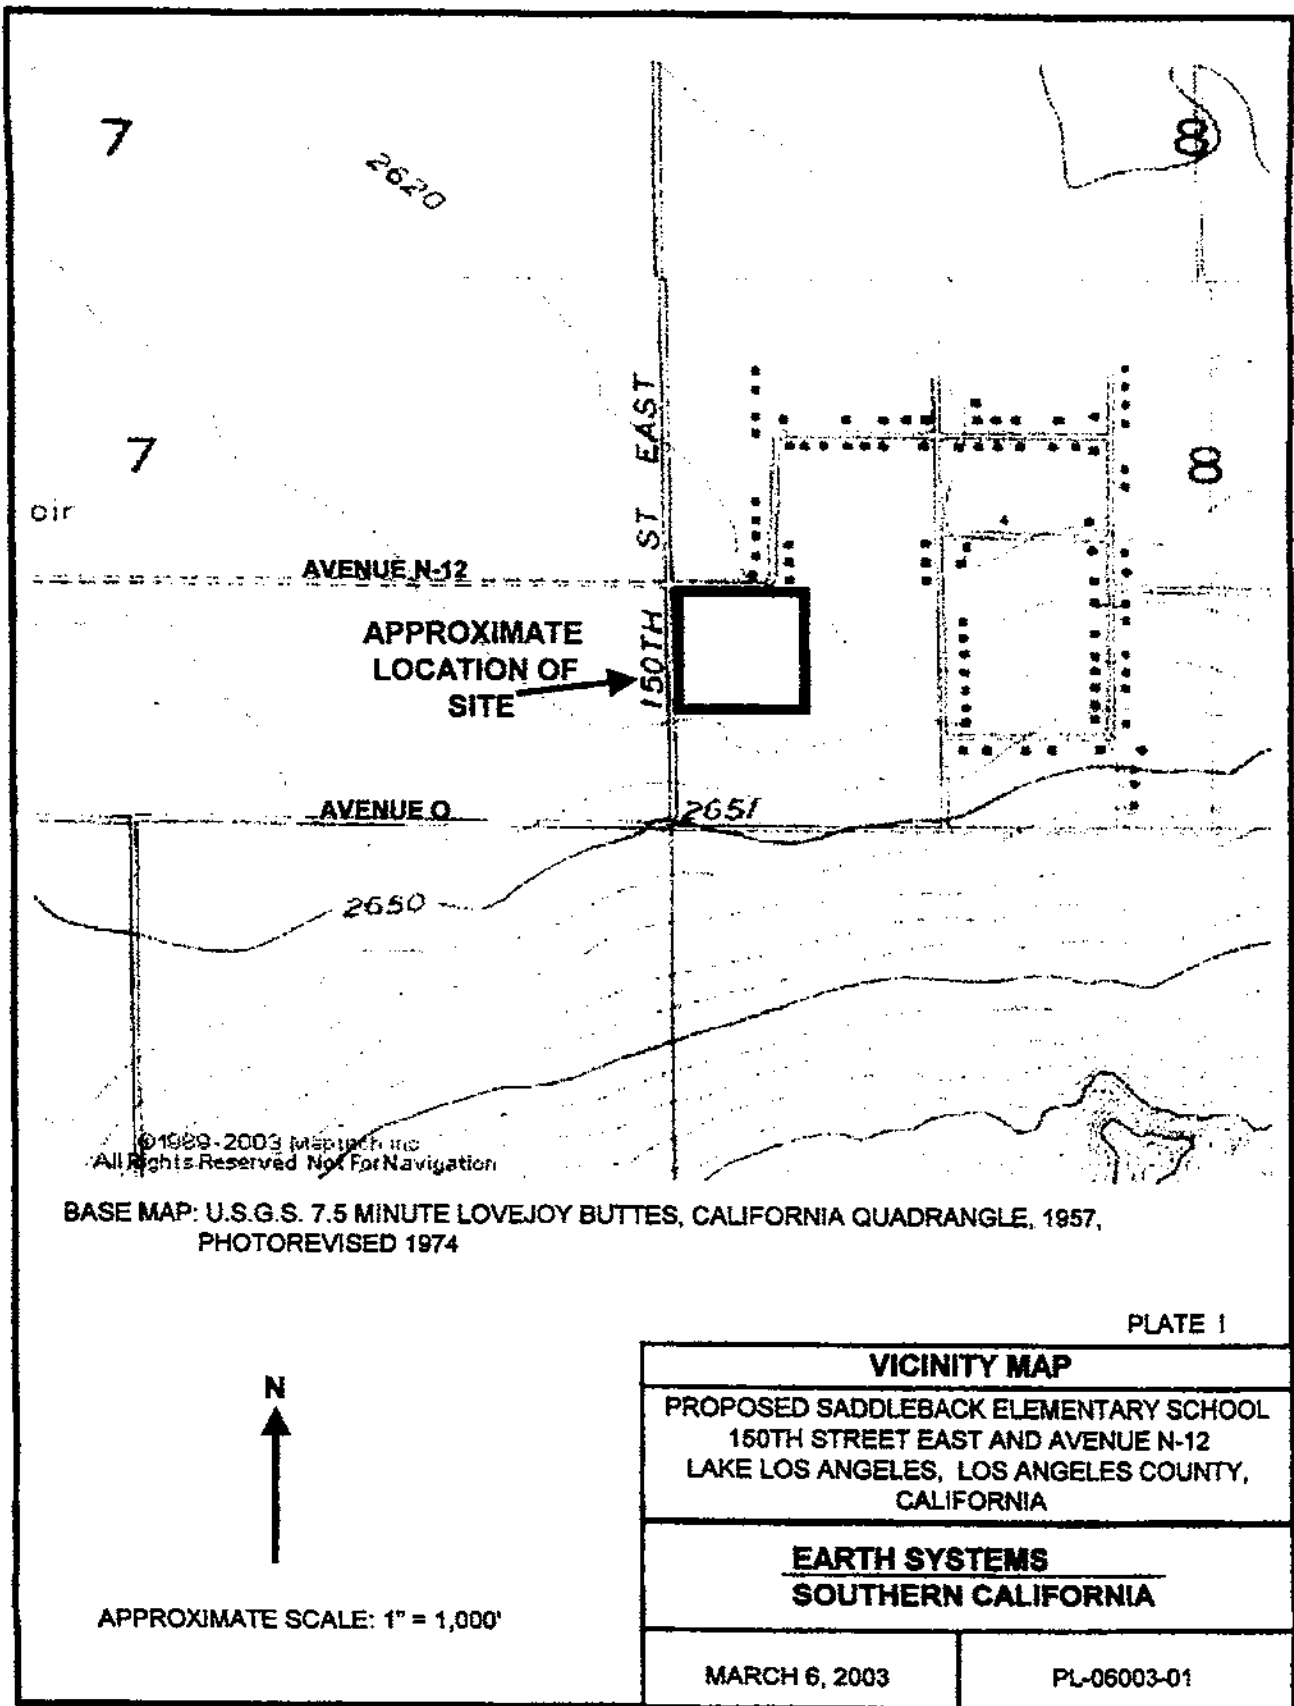 7
8
2620
150TH ST EAST
7
8
oir
AVENUE N-12
APPROXIMATE
LOCATION OF
SITE
4
AVENUE O
2651
2650
©1989-2003 Maptech Inc
All Rights Reserved Not For Navigation
BASE MAP: U.S.G.S. 7.5 MINUTE LOVEJOY BUTTES, CALIFORNIA QUADRANGLE, 1957,
PHOTOREVISED 1974
PLATE 1
N
APPROXIMATE SCALE: 1" = 1,000'
VICINITY MAP
PROPOSED SADDLEBACK ELEMENTARY SCHOOL
150TH STREET EAST AND AVENUE N-12
LAKE LOS ANGELES, LOS ANGELES COUNTY,
CALIFORNIA
EARTH SYSTEMS
SOUTHERN CALIFORNIA
MARCH 6, 2003
PL-06003-01